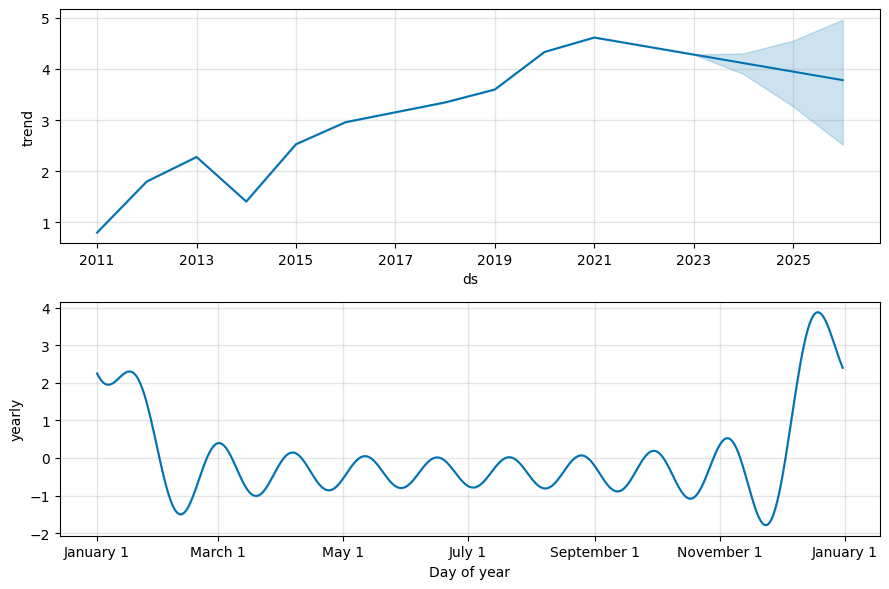 5
4
3
2
1
trend
2011 2013 2015 2017 2019 2021 2023 2025
ds
4
3
2
1
0
−1
−2
yearly
January 1 March 1 May 1 July 1 September 1 November 1 January 1
Day of year